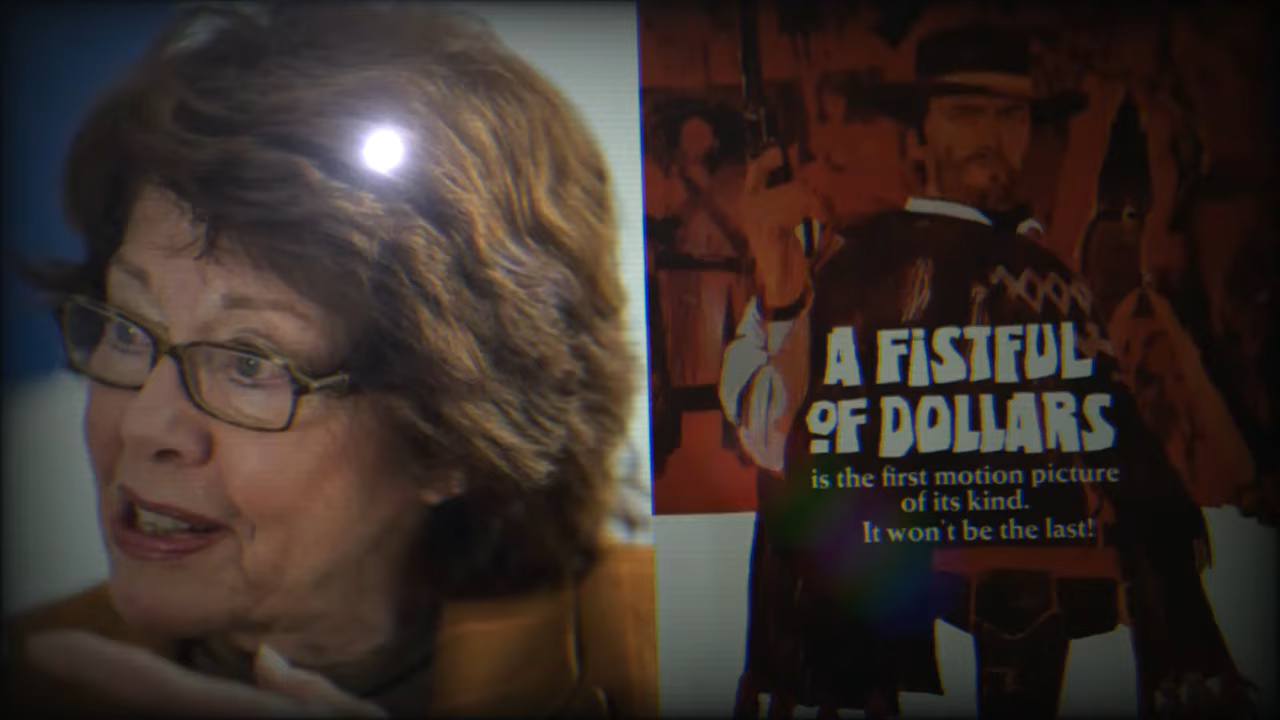 A FiSTFUL
OF DOLLARS
is the first motion picture
of its kind.
It won't be the last!